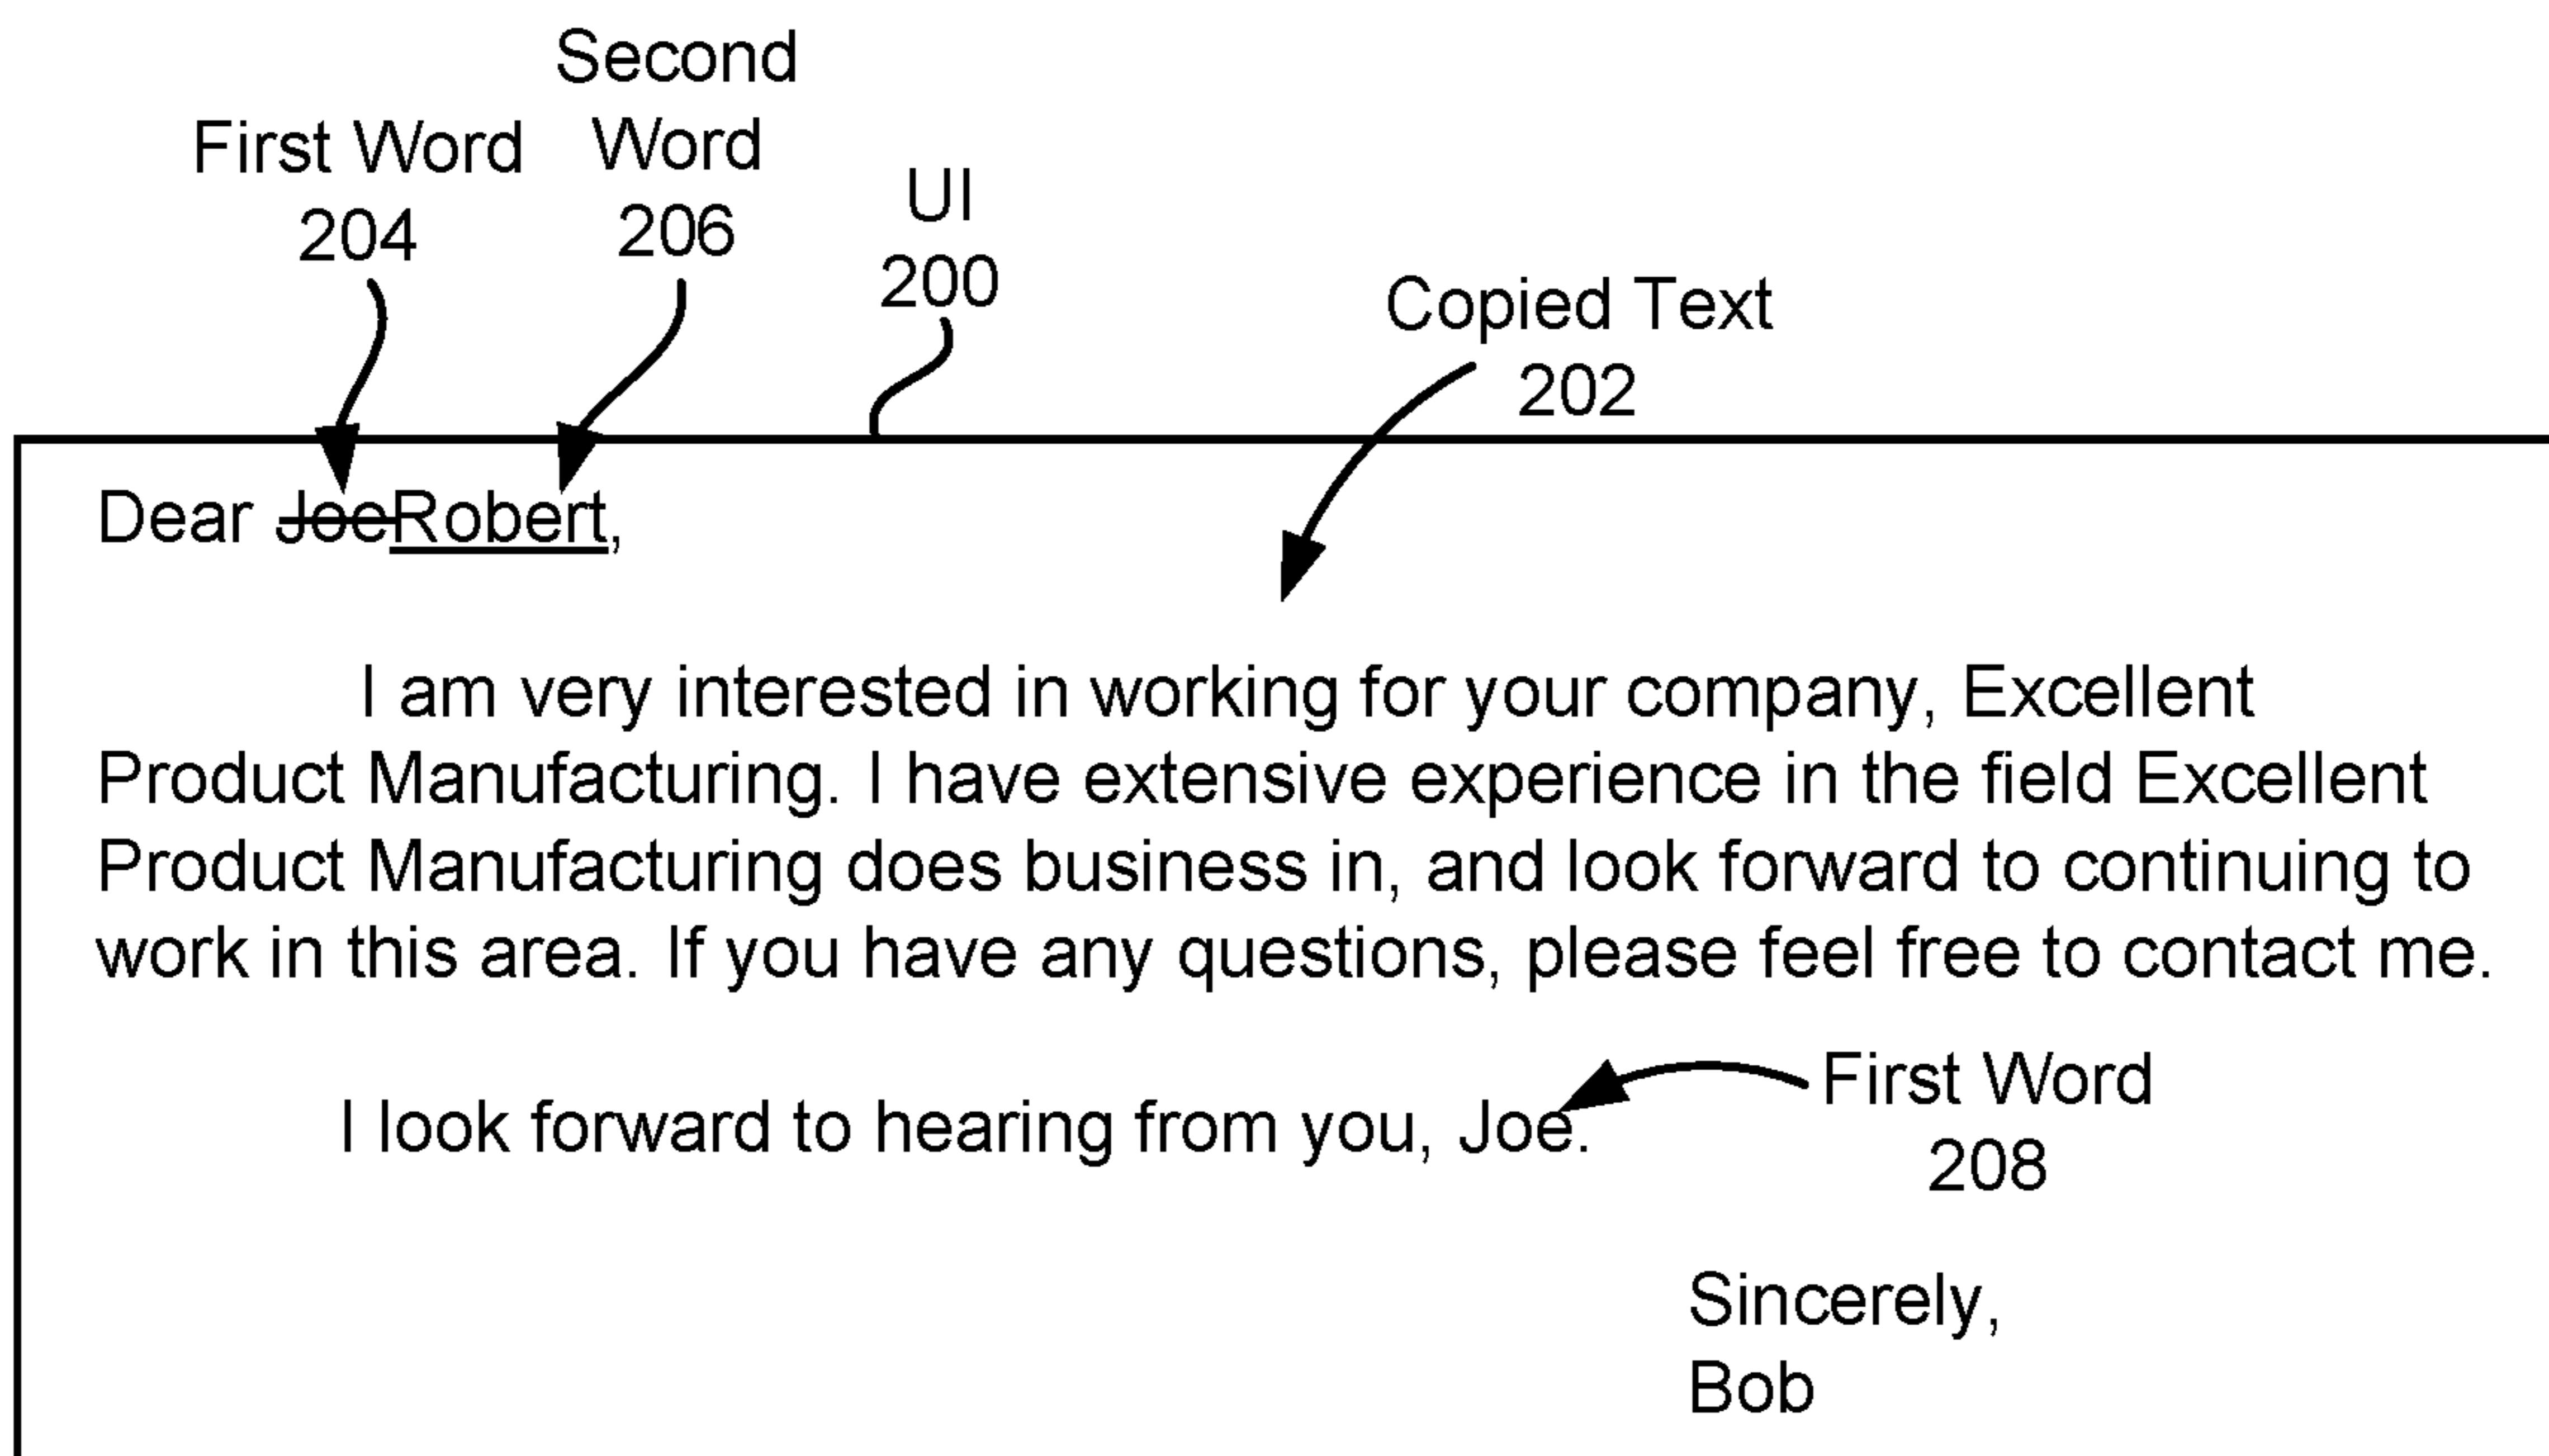 Second
First Word Word
204 206 UI
200
Copied Text
202
Dear JoeRobert,
I am very interested in working for your company, Excellent
Product Manufacturing. I have extensive experience in the field Excellent
Product Manufacturing does business in, and look forward to continuing to
work in this area. If you have any questions, please feel free to contact me.
First Word
208
I look forward to hearing from you, Joe.
Sincerely,
Bob